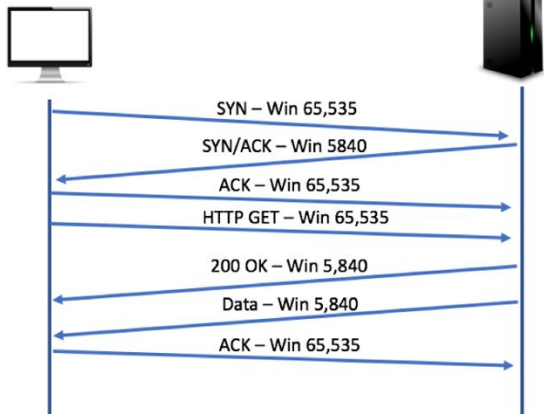 SYN – Win 65,535
SYN/ACK – Win 5840
ACK – Win 65,535
HTTP GET – Win 65,535
200 OK – Win 5,840
Data – Win 5,840
ACK – Win 65,535